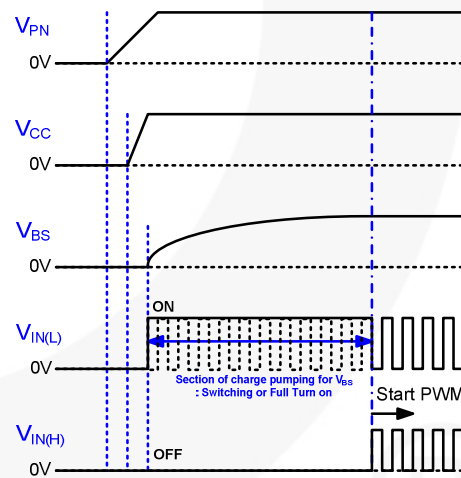 VPN
0V
VCC
0V
VBS
0V
ON
VIN(L)
0V
Section of charge pumping for VBS
: Switching or Full Turn on
Start PWM
OFF
VIN(H)
0V